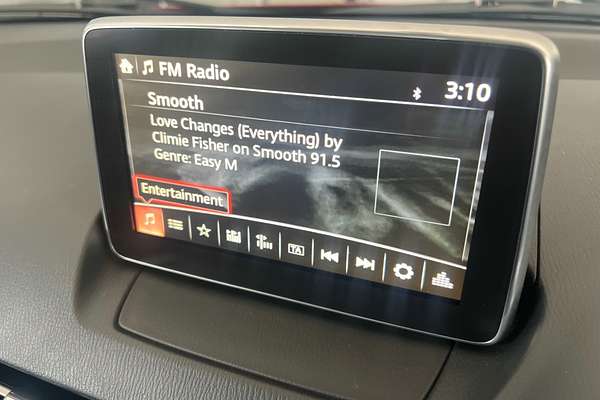 FM Radio
3:10
Smooth
Love Changes (Everything) by
Climie Fisher on Smooth 91.5
Genre: Easy M
Entertainment
TA